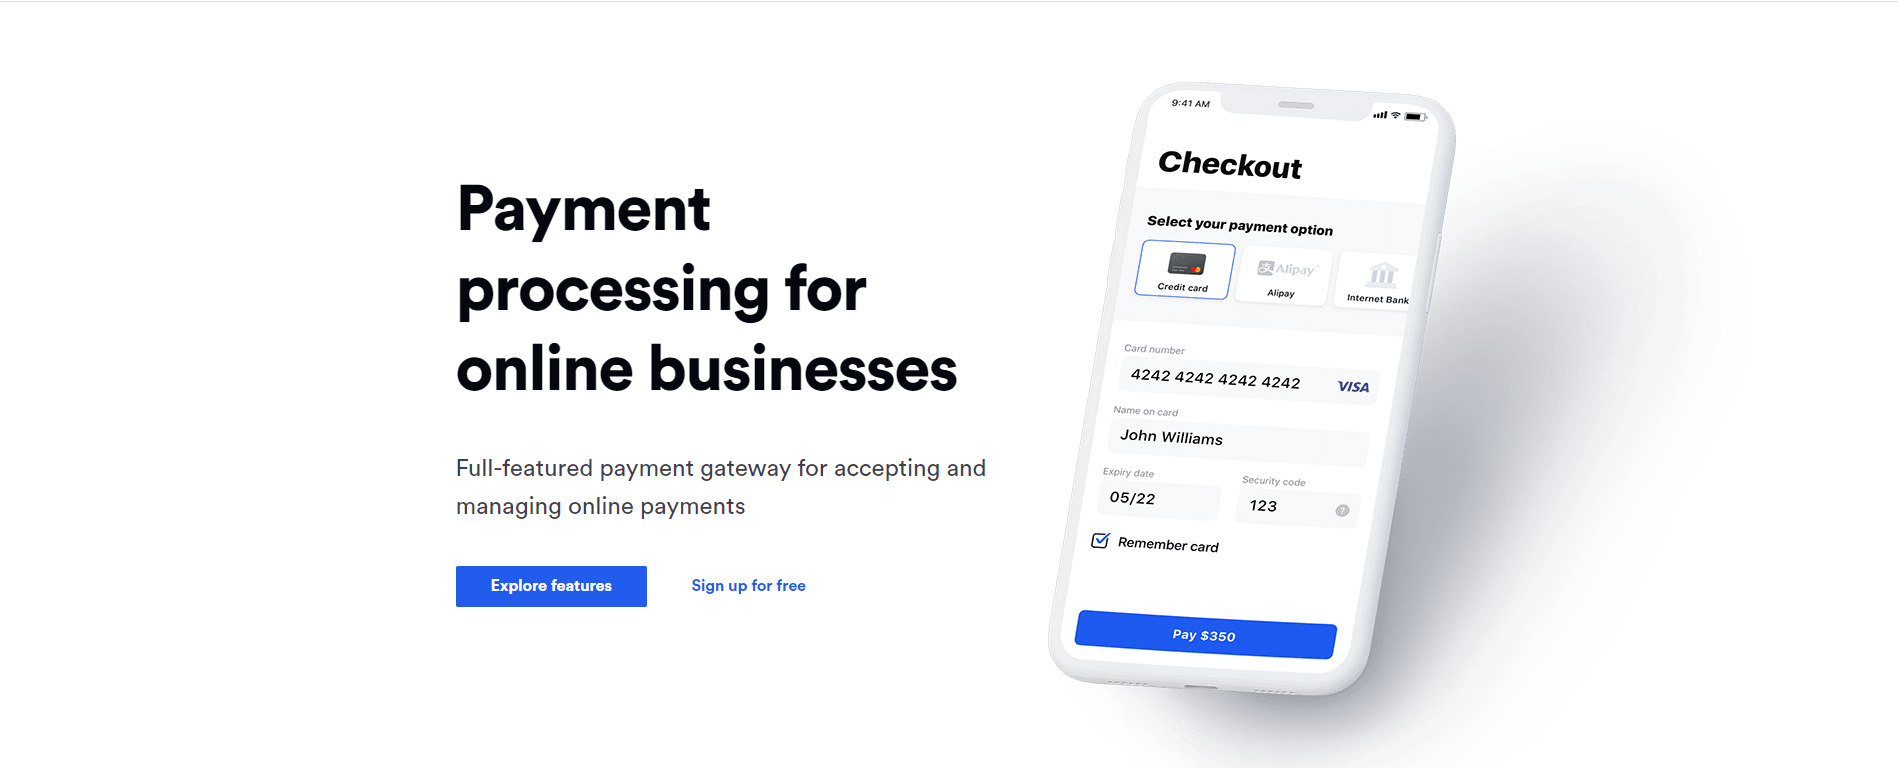 Payment
processing for
online businesses
Full-featured payment gateway for accepting and
managing online payments
Explore features
Sign up for free
9:41 AM
Checkout
Select your payment option
Credit card
Alipay
Alipay
Internet Bank
Card number
4242 4242 4242 4242
VISA
Name on card
John Williams
Expiry date
Security code
05/22
123
?
Remember card
Pay $350